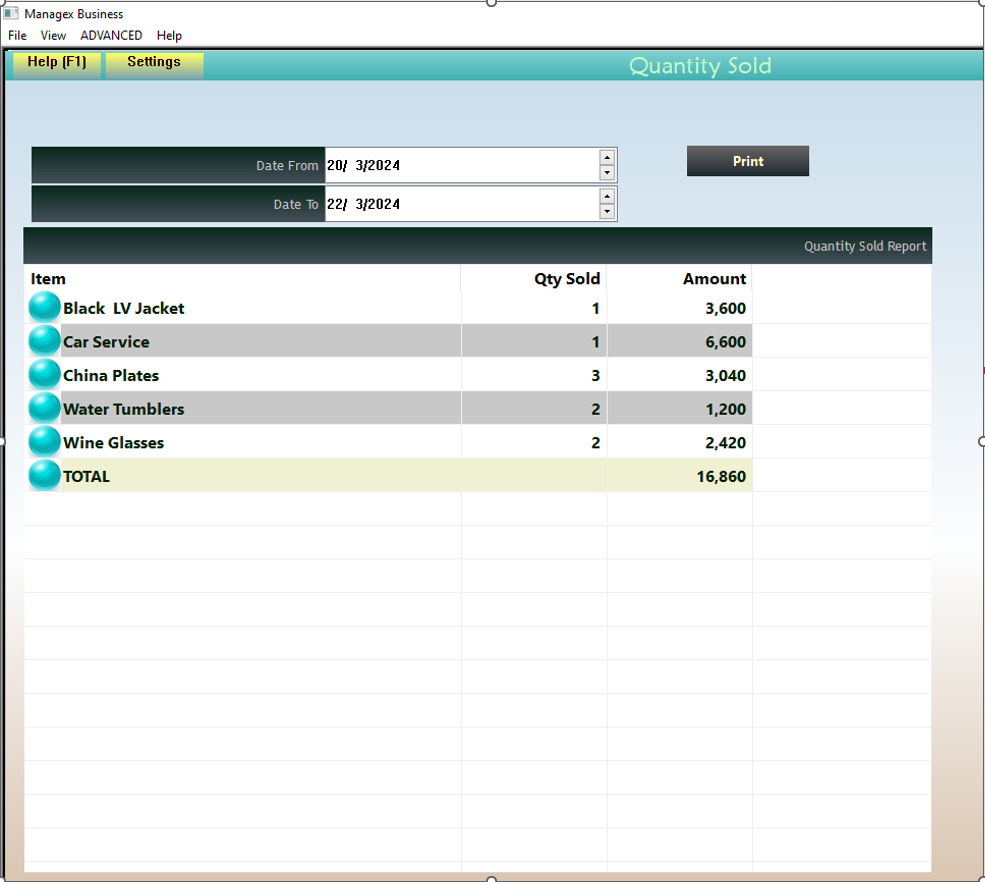 Managex Business
File View ADVANCED Help
Help (F1) Settings Quantity Sold
Date From 20/ 3/2024 Print
Date To 22/ 3/2024
Quantity Sold Report
Item Qty Sold Amount
Black  LV Jacket 1 3,600
Car Service 1 6,600
China Plates 3 3,040
Water Tumblers 2 1,200
Wine Glasses 2 2,420
TOTAL 16,860